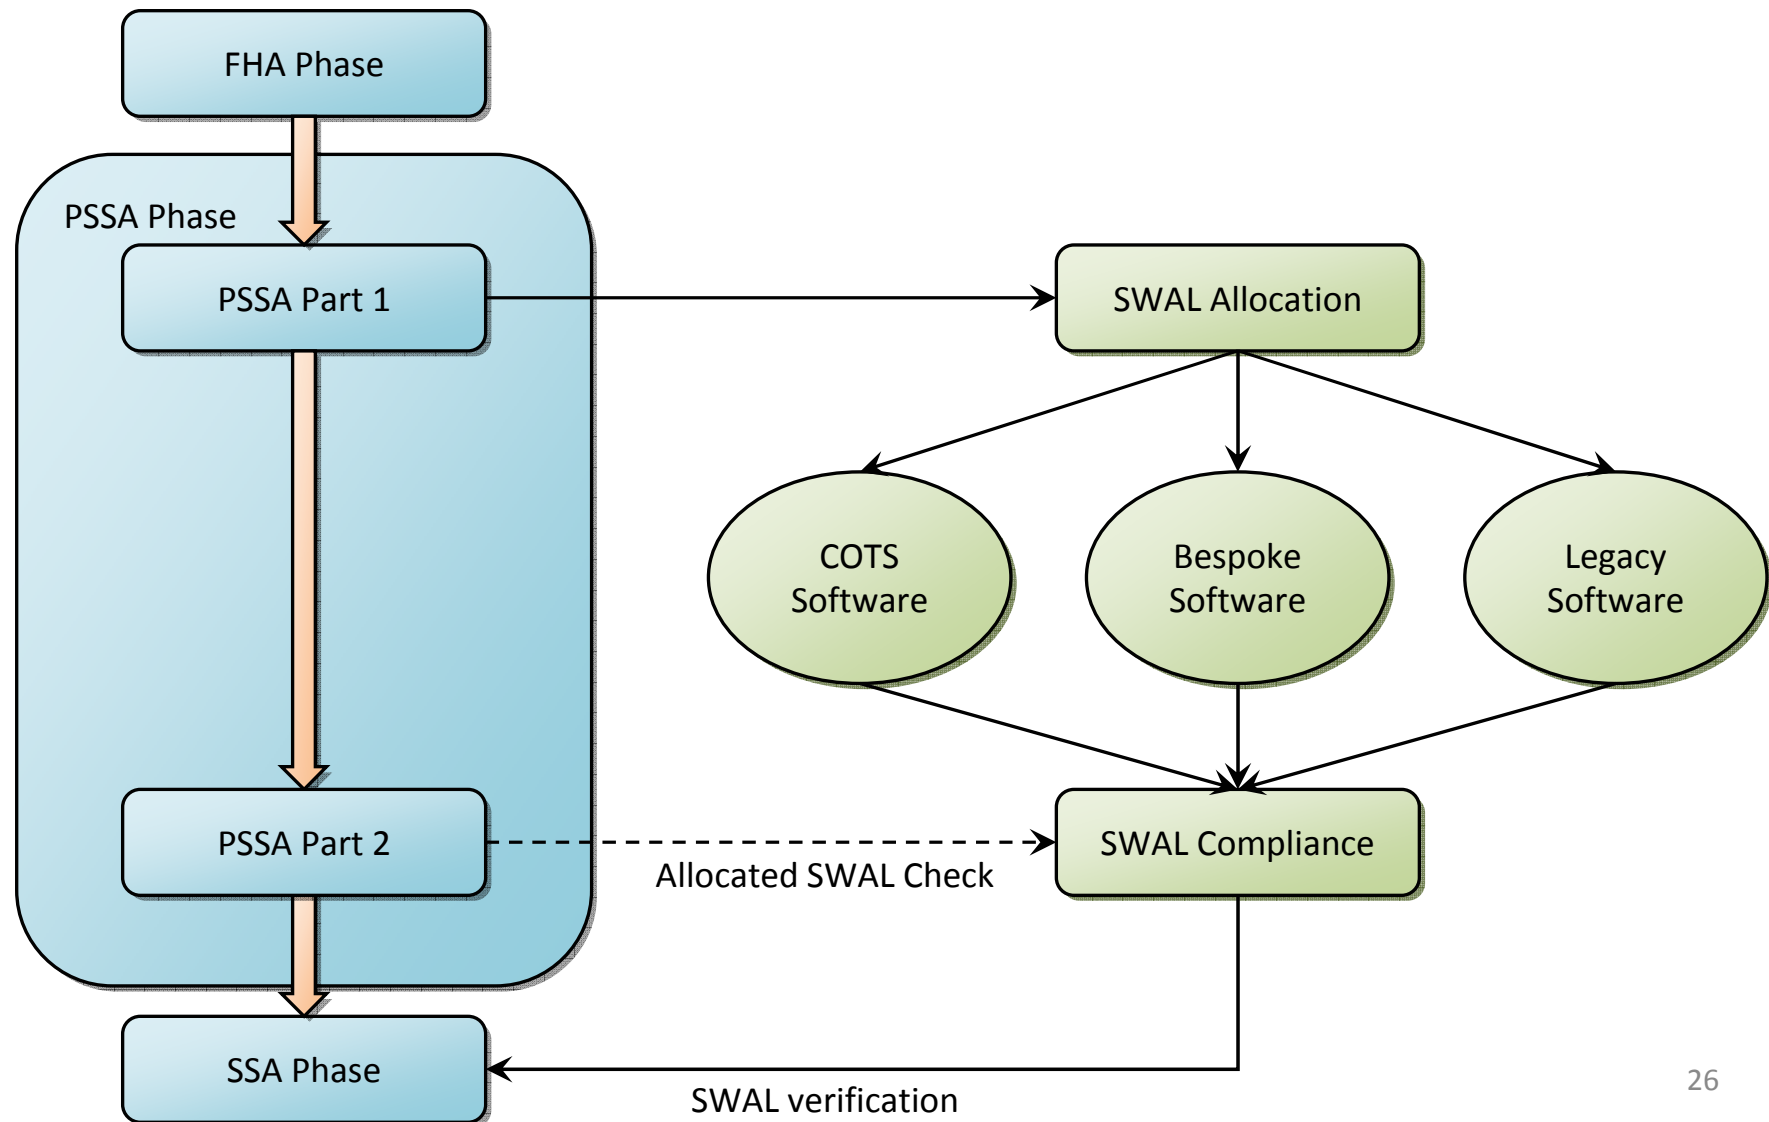 FHA Phase
PSSA Phase
PSSA Part 1
SWAL Allocation
COTS
Software
Bespoke
Software
Legacy
Software
PSSA Part 2
SWAL Compliance
Allocated SWAL Check
SSA Phase
SWAL verification
26